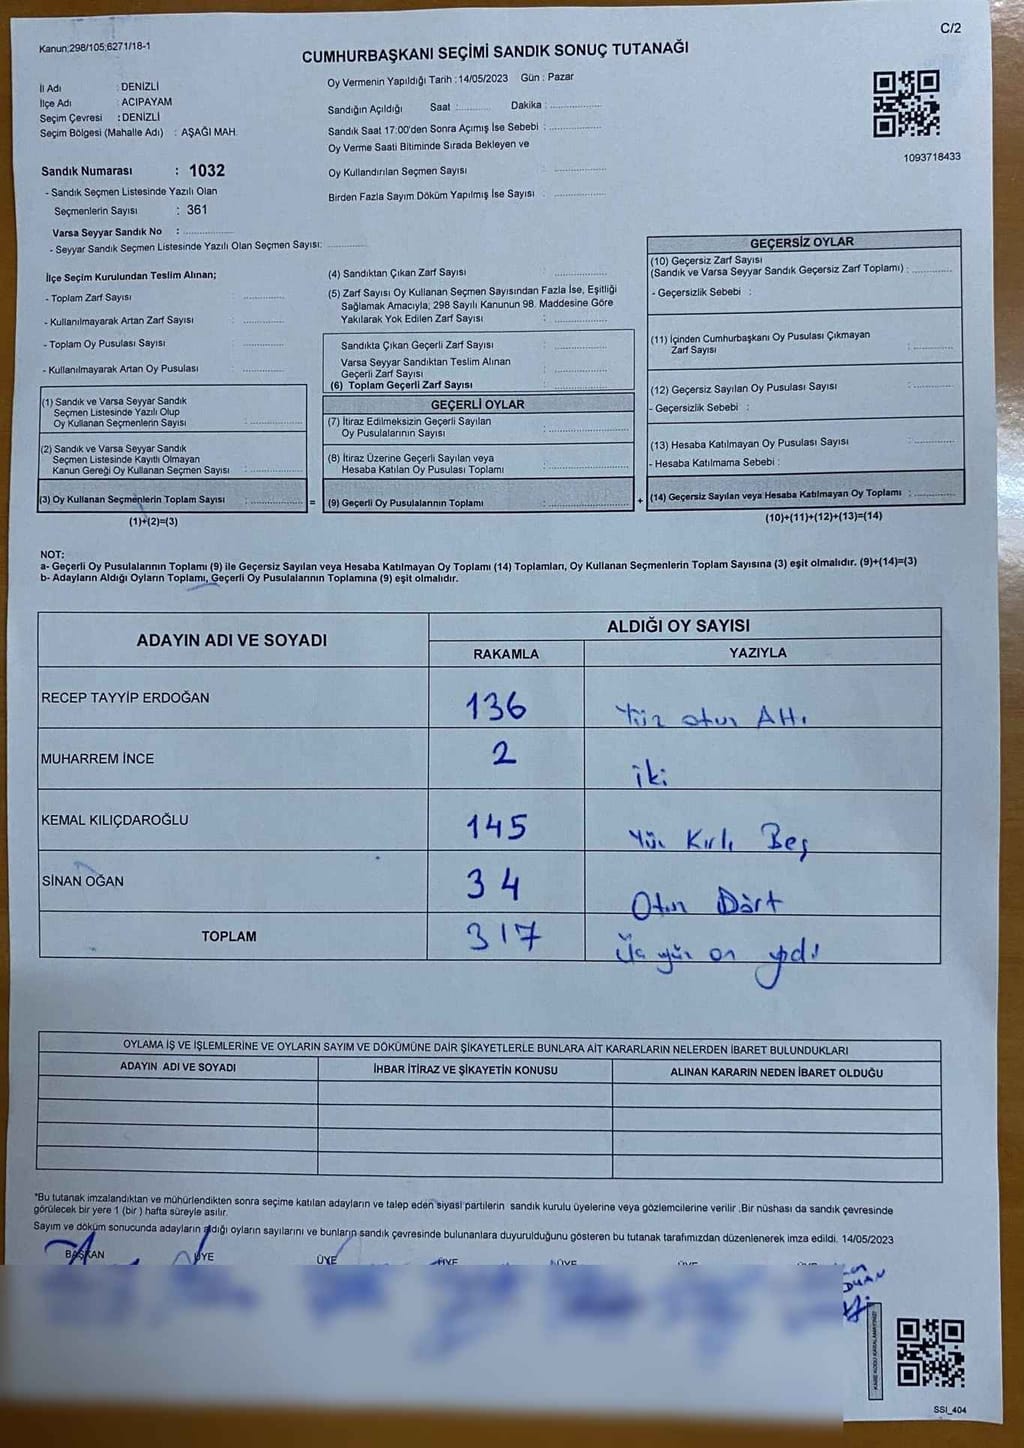 Kanun;298/105;6271/18-1
C/2
CUMHURBAŞKANI SEÇİMİ SANDIK SONUÇ TUTANAĞI
İl Adı : DENİZLİ
İlçe Adı : ACIPAYAM
Seçim Çevresi : DENİZLİ
Seçim Bölgesi (Mahalle Adı) : AŞAĞI MAH.
Oy Vermenin Yapıldığı Tarih : 14/05/2023 Gün : Pazar
Sandığın Açıldığı Saat :........... Dakika :..................
Sandık Saat 17:00'den Sonra Açımış İse Sebebi :..................
Oy Verme Saati Bitiminde Sırada Bekleyen ve
Oy Kullandırılan Seçmen Sayısı ..................
Birden Fazla Sayım Döküm Yapılmış İse Sayısı :..................
1093718433
Sandık Numarası : 1032
- Sandık Seçmen Listesinde Yazılı Olan
Seçmenlerin Sayısı : 361
Varsa Seyyar Sandık No :..................
- Seyyar Sandık Seçmen Listesinde Yazılı Olan Seçmen Sayısı: ..............
İlçe Seçim Kurulundan Teslim Alınan;
- Toplam Zarf Sayısı ..............
- Kullanılmayarak Artan Zarf Sayısı : ..............
- Toplam Oy Pusulası Sayısı : ..............
- Kullanılmayarak Artan Oy Pusulası ..............
(1) Sandık ve Varsa Seyyar Sandık
Seçmen Listesinde Yazılı Olup
Oy Kullanan Seçmenlerin Sayısı :..................
(2) Sandık ve Varsa Seyyar Sandık
Seçmen Listesinde Kayıtlı Olmayan
Kanun Gereği Oy Kullanan Seçmen Sayısı :..................
(3) Oy Kullanan Seçmenlerin Toplam Sayısı :..................
=
(1)+(2)=(3)
(4) Sandıktan Çıkan Zarf Sayısı :..................
(5) Zarf Sayısı Oy Kullanan Seçmen Sayısından Fazla İse, Eşitliği
Sağlamak Amacıyla; 298 Sayılı Kanunun 98. Maddesine Göre
Yakılarak Yok Edilen Zarf Sayısı : ..................
Sandıkta Çıkan Geçerli Zarf Sayısı : ..................
Varsa Seyyar Sandıktan Teslim Alınan
Geçerli Zarf Sayısı : ..................
(6) Toplam Geçerli Zarf Sayısı : ..................
GEÇERLİ OYLAR
(7) İtiraz Edilmeksizin Geçerli Sayılan
Oy Pusulalarının Sayısı :..................
(8) İtiraz Üzerine Geçerli Sayılan veya
Hesaba Katılan Oy Pusulası Toplamı :..................
(9) Geçerli Oy Pusulalarının Toplamı :..................
+
GEÇERSİZ OYLAR
(10) Geçersiz Zarf Sayısı
(Sandık ve Varsa Seyyar Sandık Geçersiz Zarf Toplamı) : ..............
- Geçersizlik Sebebi :
(11) İçinden Cumhurbaşkanı Oy Pusulası Çıkmayan
Zarf Sayısı :..............
(12) Geçersiz Sayılan Oy Pusulası Sayısı :..............
- Geçersizlik Sebebi :
(13) Hesaba Katılmayan Oy Pusulası Sayısı :..............
- Hesaba Katılmama Sebebi :
(14) Geçersiz Sayılan veya Hesaba Katılmayan Oy Toplamı :..............
(10)+(11)+(12)+(13)=(14)
NOT:
a- Geçerli Oy Pusulalarının Toplamı (9) ile Geçersiz Sayılan veya Hesaba Katılmayan Oy Toplamı (14) Toplamları, Oy Kullanan Seçmenlerin Toplam Sayısına (3) eşit olmalıdır. (9)+(14)=(3)
b- Adayların Aldığı Oyların Toplamı, Geçerli Oy Pusulalarının Toplamına (9) eşit olmalıdır.
ADAYIN ADI VE SOYADI
ALDIĞI OY SAYISI
RAKAMLA YAZIYLA
RECEP TAYYİP ERDOĞAN 136 Yüz otuz Altı
MUHARREM İNCE 2 iki
KEMAL KILIÇDAROĞLU 145 Yüz Kırk Beş
SİNAN OĞAN 34 Otuz Dört
TOPLAM 317 Üç yüz on yedi
OYLAMA İŞ VE İŞLEMLERİNE VE OYLARIN SAYIM VE DÖKÜMÜNE DAİR ŞİKAYETLERLE BUNLARA AİT KARARLARIN NELERDEN İBARET BULUNDUKLARI
ADAYIN ADI VE SOYADI İHBAR İTİRAZ VE ŞİKAYETİN KONUSU ALINAN KARARIN NEDEN İBARET OLDUĞU
*Bu tutanak imzalandıktan ve mühürlendikten sonra seçime katılan adayların ve talep eden siyasi partilerin sandık kurulu üyelerine veya gözlemcilerine verilir .Bir nüshası da sandık çevresinde
görülecek bir yere 1 (bir ) hafta süreyle asılır.
Sayım ve döküm sonucunda adayların aldığı oyların sayılarını ve bunların sandık çevresinde bulunanlara duyurulduğunu gösteren bu tutanak tarafımızdan düzenlenerek imza edildi. 14/05/2023
BAŞKAN ÜYE ÜYE ÜYE ÜYE ÜYE ÜYE
KARE KODU KARALAMAYINIZ!
SSI_404